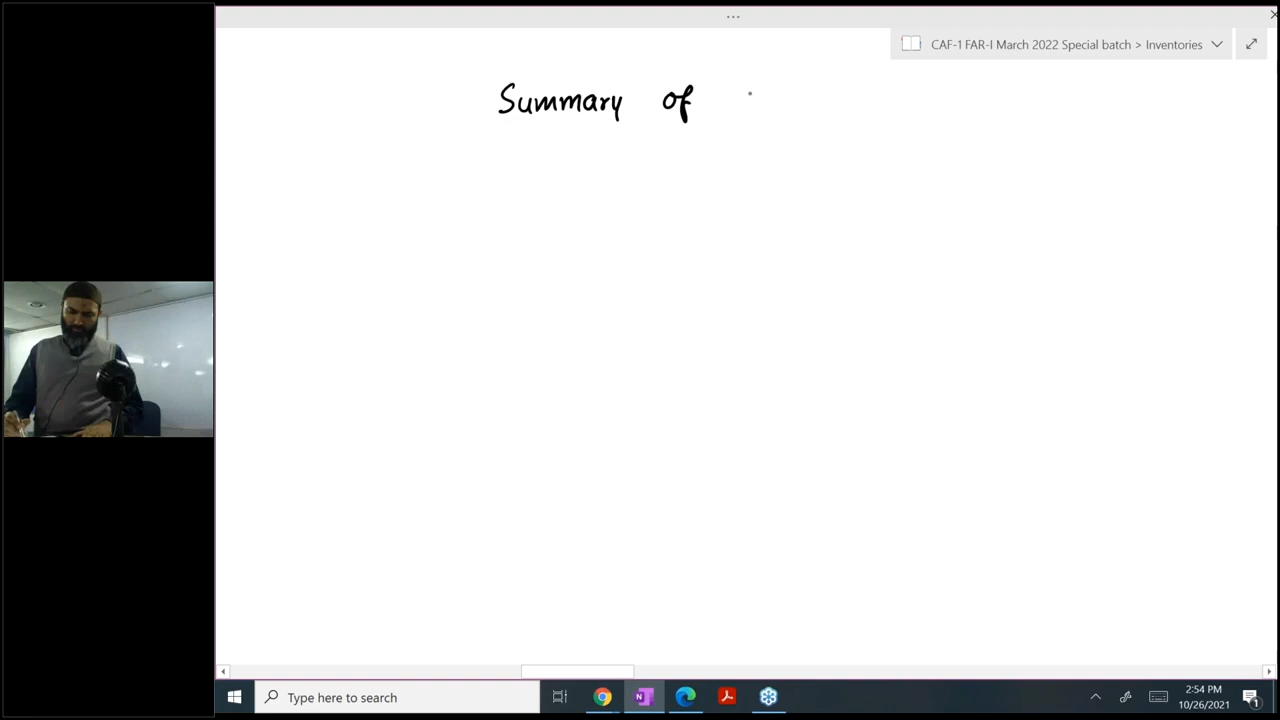 CAF-1 FAR-I March 2022 Special batch > Inventories
Summary of
Type here to search
2:54 PM
10/26/2021
1